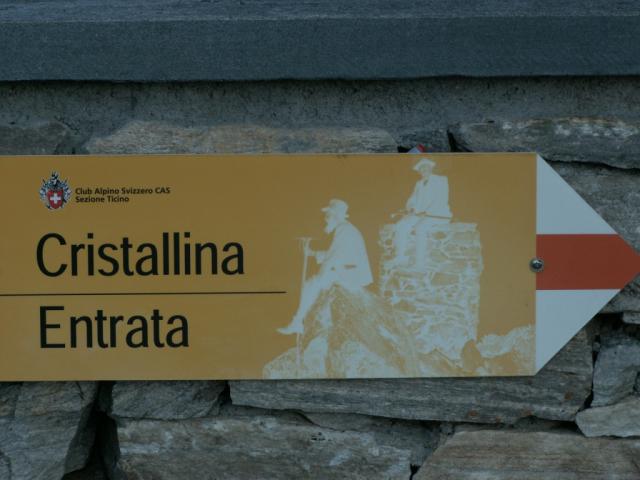 Club Alpino Svizzero CAS
Sezione Ticino
Cristallina
Entrata